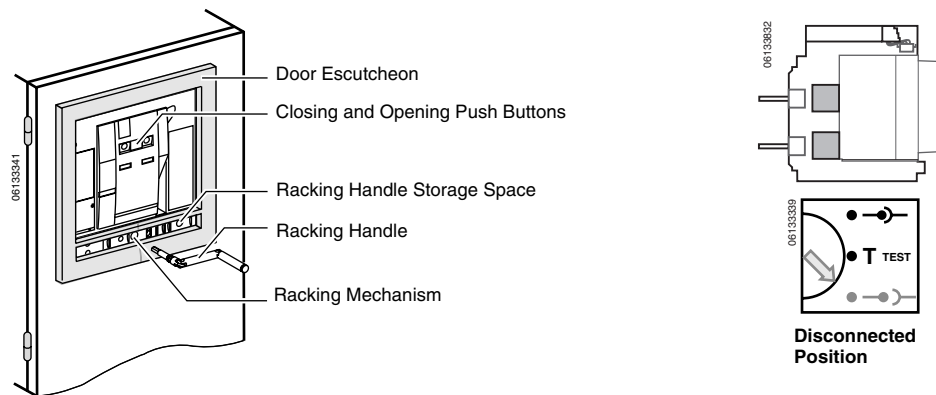 Door Escutcheon
Closing and Opening Push Buttons
Racking Handle Storage Space
Racking Handle
Racking Mechanism
06133341
06133832
06133339
T TEST
Disconnected
Position